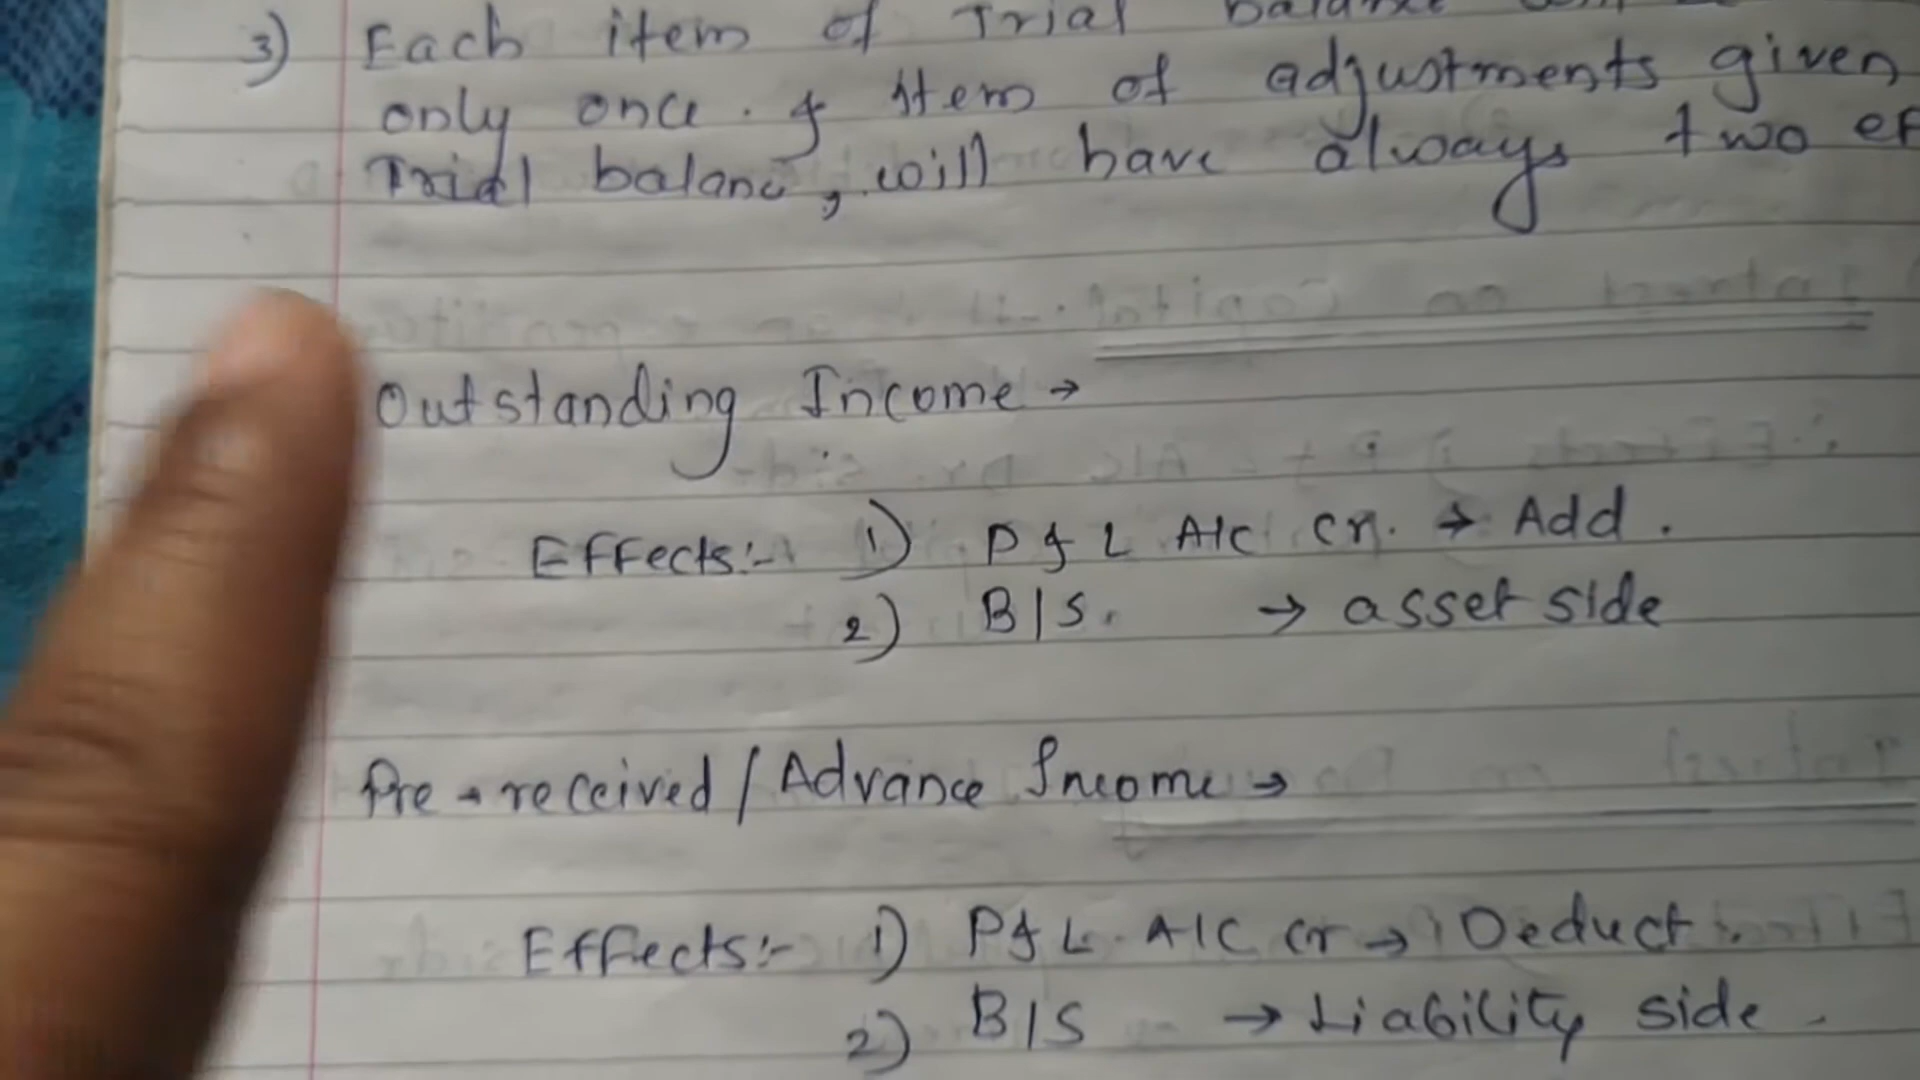 3) Each item of Trial balance
only once. & item of adjustments given
Trial balanc, will have always two ef
Outstanding Income →
Effects:- 1) P & L A/C cr. → Add.
2) B/S. → asset side
Pre-received / Advance Income →
Effects:- 1) P & L A/C cr → Deduct.
2) B/S → Liability side.